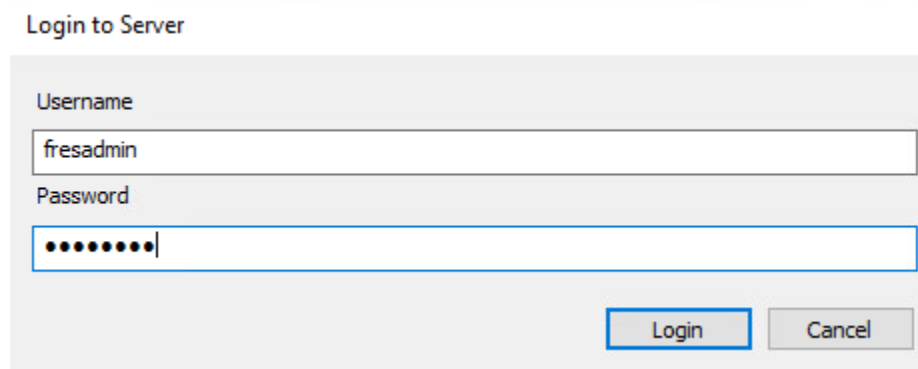 Login to Server
Username
fresadmin
Password
••••••••
Login Cancel